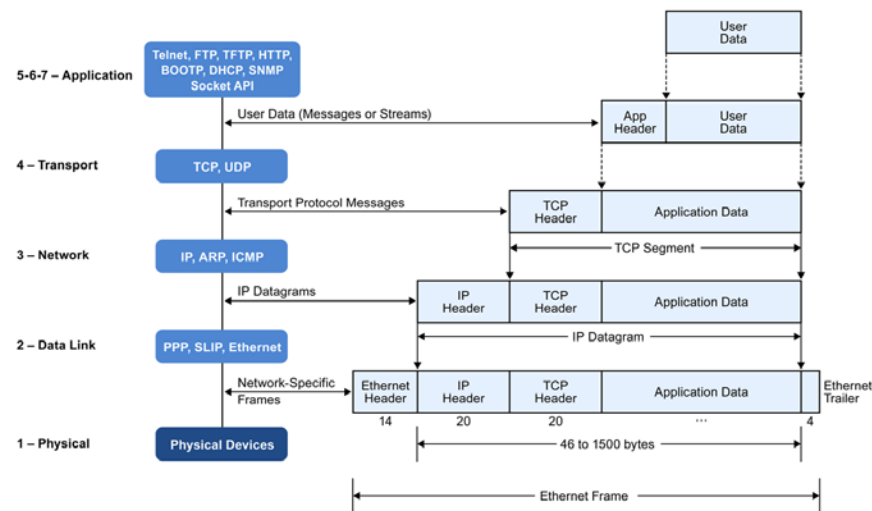 User
Data
Telnet, FTP, TFTP, HTTP,
BOOTP, DHCP, SNMP
Socket API
5-6-7 – Application
User Data (Messages or Streams)
App
Header
User
Data
4 – Transport
TCP, UDP
Transport Protocol Messages
TCP
Header
Application Data
TCP Segment
3 – Network
IP, ARP, ICMP
IP Datagrams
IP
Header
TCP
Header
Application Data
IP Datagram
2 – Data Link
PPP, SLIP, Ethernet
Network-Specific
Frames
Ethernet
Header
IP
Header
TCP
Header
Application Data
Ethernet
Trailer
14
20
20
...
4
1 – Physical
Physical Devices
46 to 1500 bytes
Ethernet Frame